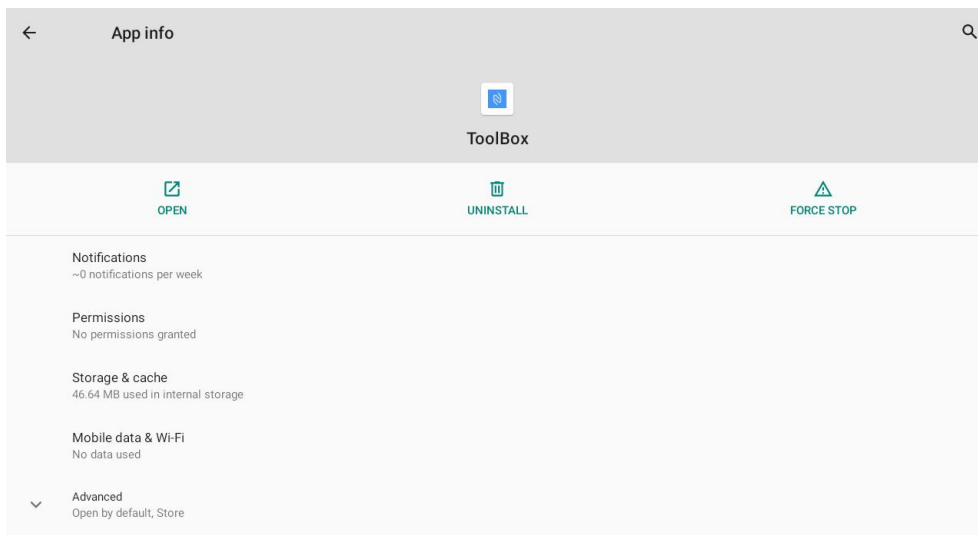 App info
ToolBox
OPEN
UNINSTALL
FORCE STOP
Notifications
~0 notifications per week
Permissions
No permissions granted
Storage & cache
46.64 MB used in internal storage
Mobile data & Wi-Fi
No data used
Advanced
Open by default, Store